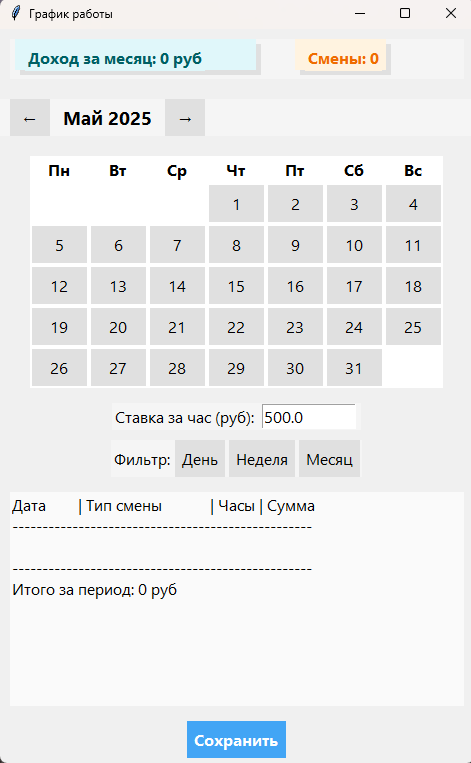 График работы
Доход за месяц: 0 руб Смены: 0
← Май 2025 →
Пн Вт Ср Чт Пт Сб Вс
1 2 3 4
5 6 7 8 9 10 11
12 13 14 15 16 17 18
19 20 21 22 23 24 25
26 27 28 29 30 31
Ставка за час (руб): 500.0
Фильтр: День Неделя Месяц
Дата | Тип смены | Часы | Сумма
--------------------------------------------------
--------------------------------------------------
Итого за период: 0 руб
Сохранить